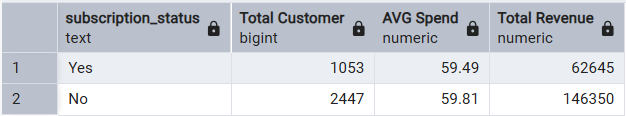 subscription_status Total Customer AVG Spend Total Revenue
text bigint numeric numeric
1 Yes 1053 59.49 62645
2 No 2447 59.81 146350